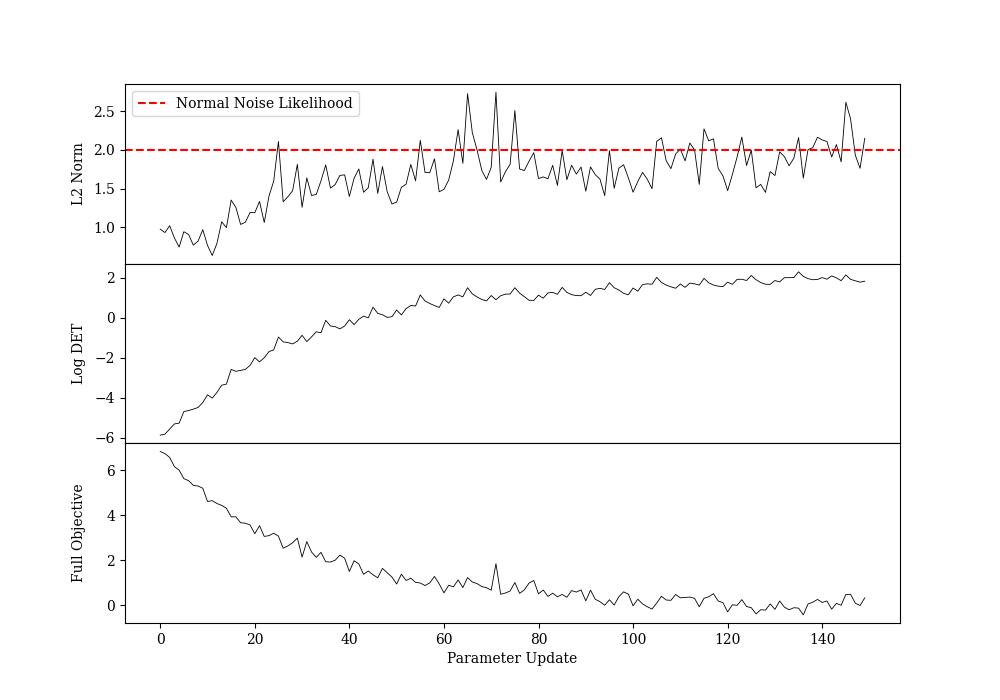 Normal Noise Likelihood
L2 Norm
2.5
2.0
1.5
1.0
Log DET
2
0
−2
−4
−6
Full Objective
6
4
2
0
0 20 40 60 80 100 120 140
Parameter Update